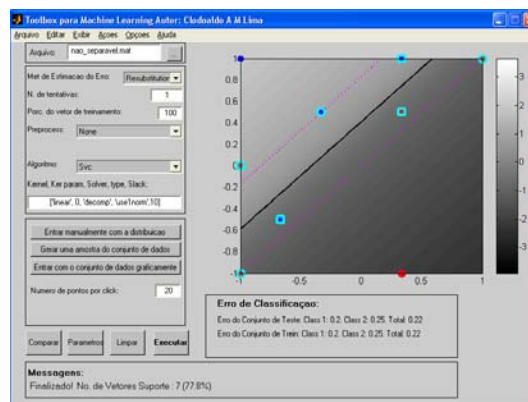 Toolbox para Machine Learning Autor: Clodoaldo A M Lima
Arquivo Editar Exibir Açoes Opçoes Ajuda
Arquivo: nao_separavel.mat ...
Met de Estimacao do Erro: Resubstitution
N. de tentativas: 1
Porc. do vetor de treinamento: 100
Preprocess: None
Algoritmo: Svc
Kernel, Ker param, Solver, type, Slack:
['linear', 0, 'decomp', 'use1norm',10]
Entrar manualmente com a distribuicao
Gerar uma amostra do conjunto de dados
Entrar com o conjunto de dados graficamente
Numero de pontos por click: 20
Comparar Parametros Limpar Executar
1
0.8
0.6
0.4
0.2
0
-0.2
-0.4
-0.6
-0.8
-1
-1 -0.5 0 0.5 1
3
2
1
0
-1
-2
-3
Erro de Classificaçao:
Erro do Conjunto de Teste: Class 1: 0.2. Class 2: 0.25. Total: 0.22
Erro do Conjunto de Trein: Class 1: 0.2. Class 2: 0.25. Total: 0.22
Messagens:
Finalizado! No. de Vetores Suporte : 7 (77.8%)